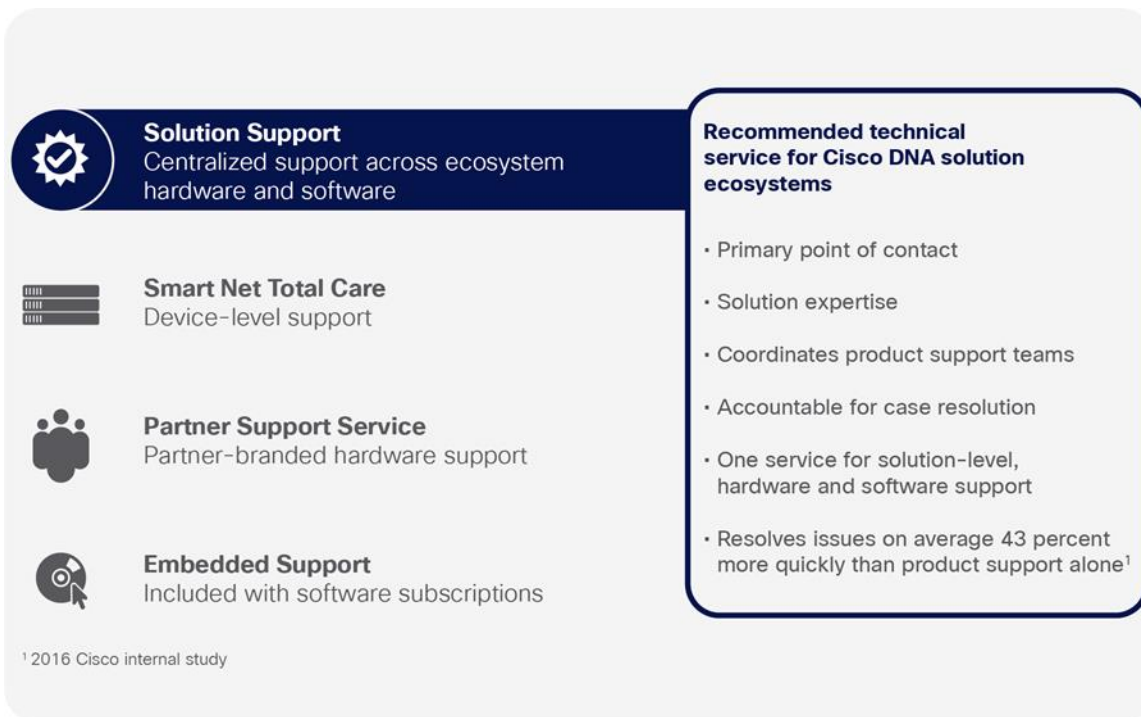 Solution Support
Centralized support across ecosystem
hardware and software
Smart Net Total Care
Device-level support
Partner Support Service
Partner-branded hardware support
Embedded Support
Included with software subscriptions
Recommended technical
service for Cisco DNA solution
ecosystems
· Primary point of contact
· Solution expertise
· Coordinates product support teams
· Accountable for case resolution
· One service for solution-level,
hardware and software support
· Resolves issues on average 43 percent
more quickly than product support alone¹
¹ 2016 Cisco internal study